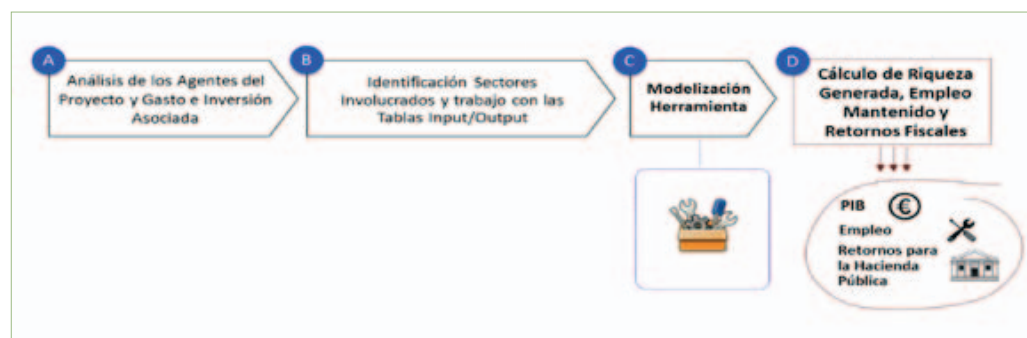 A
Análisis de los Agentes del
Proyecto y Gasto e Inversión
Asociada
B
Identificación Sectores
Involucrados y trabajo con las
Tablas Input/Output
C
Modelización
Herramienta
D
Cálculo de Riqueza
Generada, Empleo
Mantenido y
Retornos Fiscales
PIB €
Empleo
Retornos para
la Hacienda
Pública